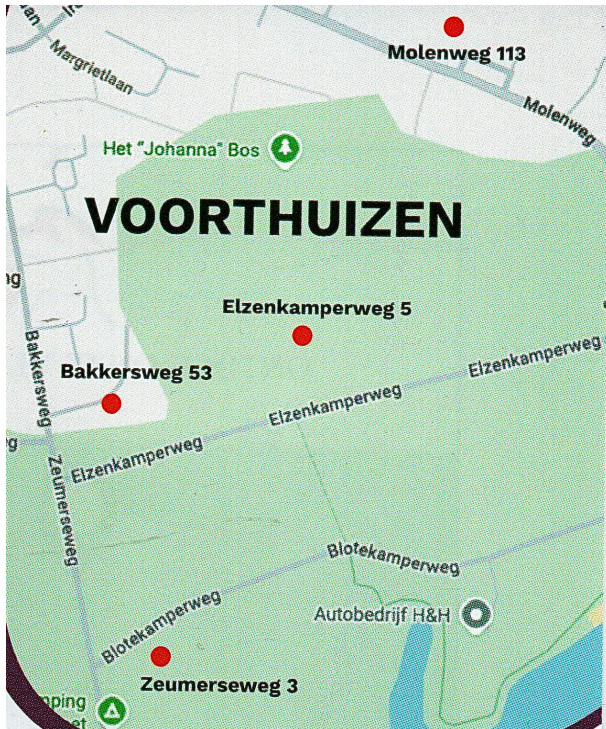 Margrietlaan
Molenweg 113
Molenweg
Het "Johanna" Bos
VOORTHUIZEN
Elzenkamperweg 5
Bakkersweg
Bakkersweg 53
Elzenkamperweg
Elzenkamperweg
Elzenkamperweg
Zeumerseweg
Blotekamperweg
Blotekamperweg
Autobedrijf H&H
Zeumerseweg 3